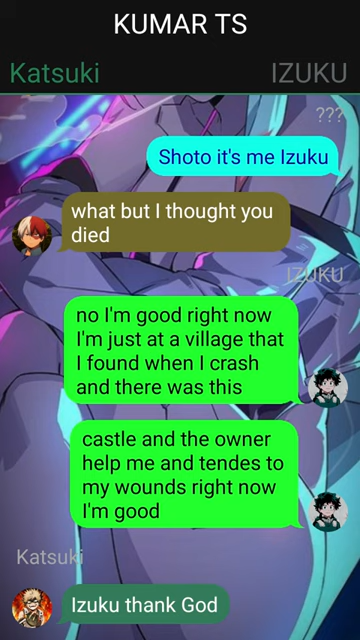 KUMAR TS
Katsuki
IZUKU
???
Shoto it's me Izuku
what but I thought you
died
IZUKU
no I'm good right now
I'm just at a village that
I found when I crash
and there was this
castle and the owner
help me and tendes to
my wounds right now
I'm good
Katsuki
Izuku thank God